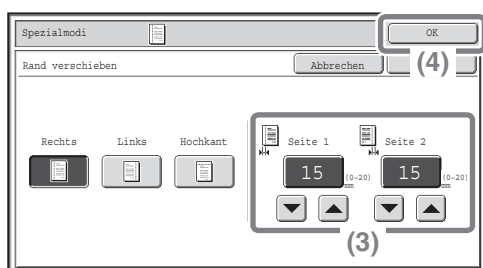 Spezialmodi
OK
Rand verschieben
Abbrechen
(4)
Rechts
Links
Hochkant
Seite 1
Seite 2
15
(0~20)
mm
15
(0~20)
mm
(3)